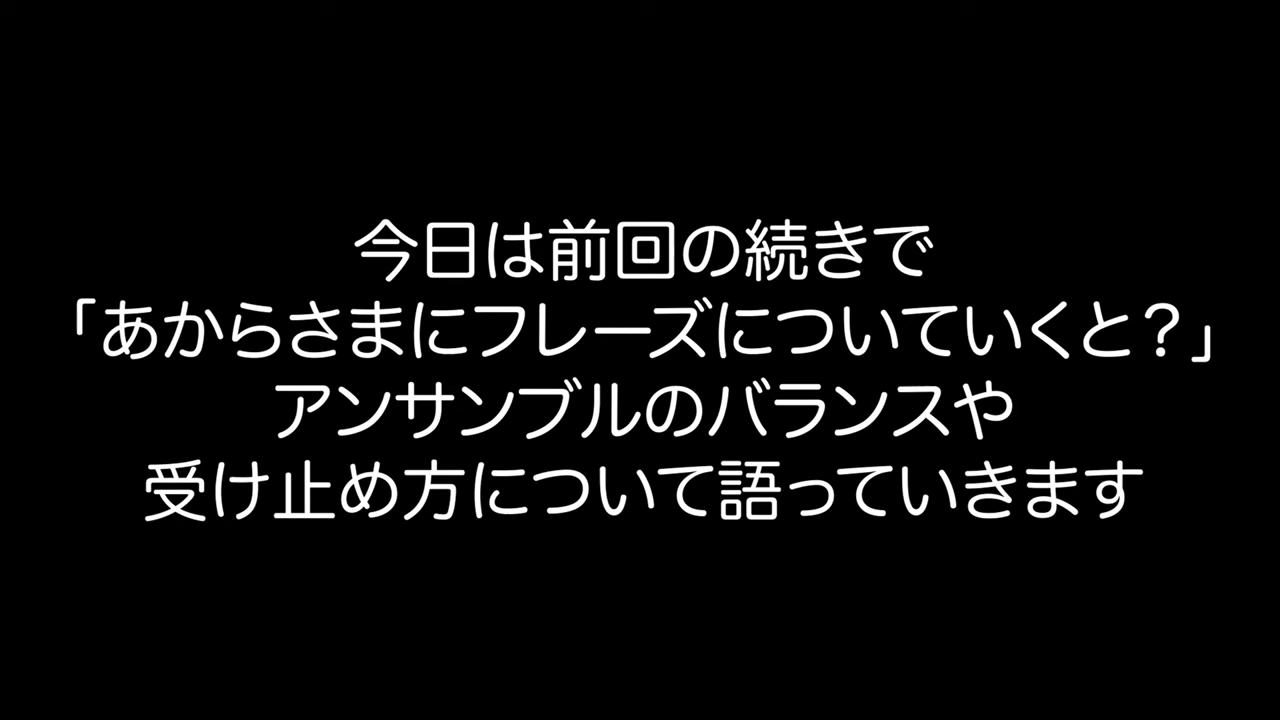 今日は前回の続きで
「あからさまにフレーズについていくと？」
アンサンブルのバランスや
受け止め方について語っていきます